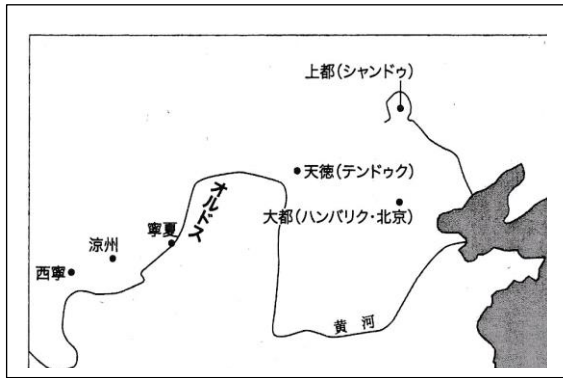 上都(シャンドゥ)
天徳(テンドゥク)
オルドス
大都(ハンバリク・北京)
寧夏
涼州
西寧
黄河